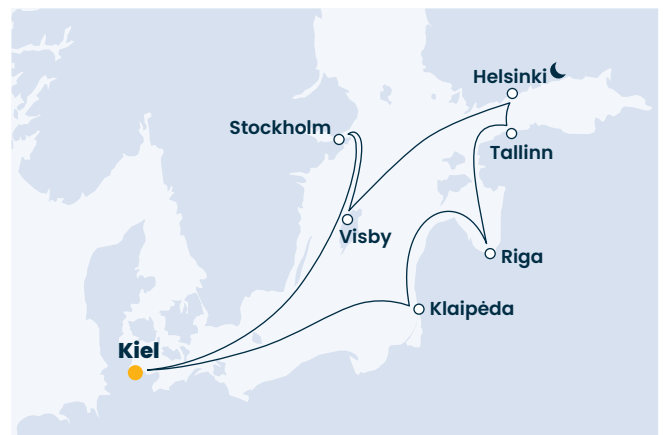 Helsinki
Stockholm
Tallinn
Visby
Riga
Klaipėda
Kiel